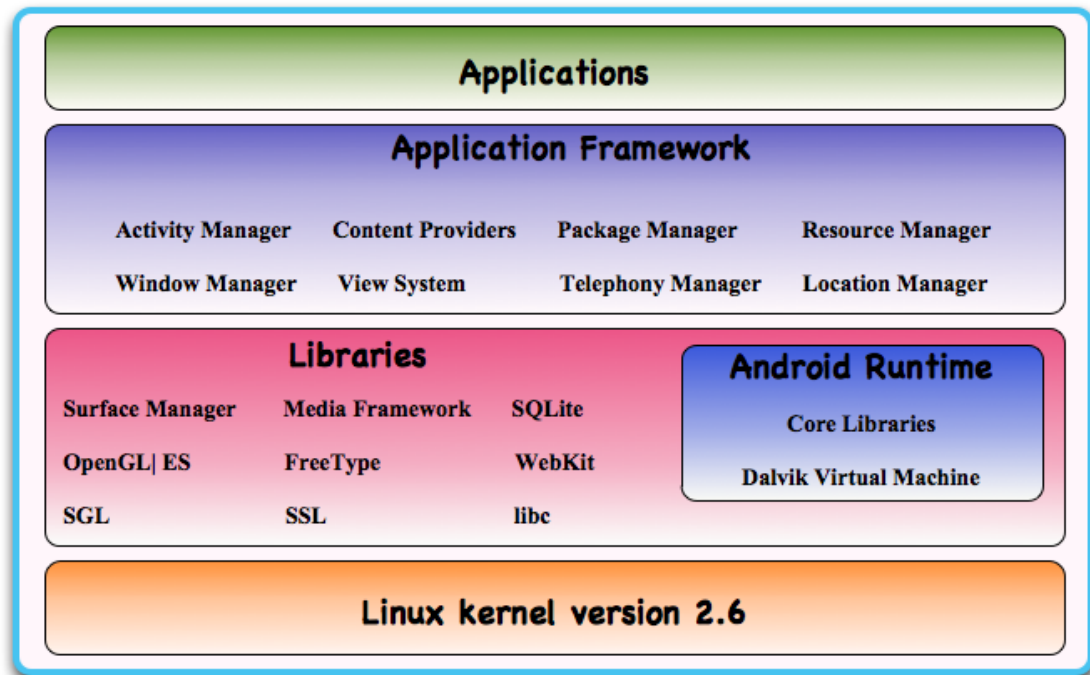 Applications
Application Framework
Activity Manager Content Providers Package Manager Resource Manager
Window Manager View System Telephony Manager Location Manager
Libraries
Surface Manager Media Framework SQLite
OpenGL| ES FreeType WebKit
SGL SSL libc
Android Runtime
Core Libraries
Dalvik Virtual Machine
Linux kernel version 2.6